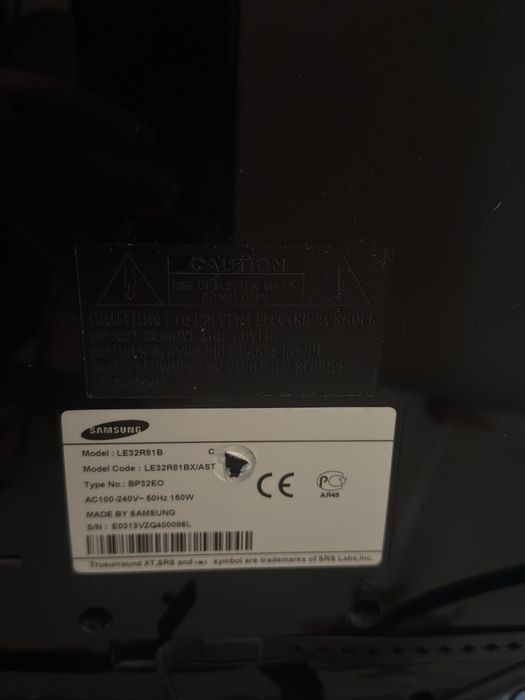 CAUTION
RISK OF ELECTRIC SHOCK
DO NOT OPEN
CAUTION : TO PREVENT ELECTRICAL SHOCK,
DO NOT REMOVE THIS COVER.
NO USER SERVICEABLE PARTS INSIDE.
REFER SERVICING TO QUALIFIED SERVICE
PERSONNEL.
SAMSUNG
Model : LE32R81B C
Model Code : LE32R81BX/AST
Type No.: BP32EO
AC100-240V~ 50Hz 150W
MADE BY SAMSUNG
S/N :
CE
PC
АЯ46
Trusurround XT,SRS and symbol are trademarks of SRS Labs,Inc.